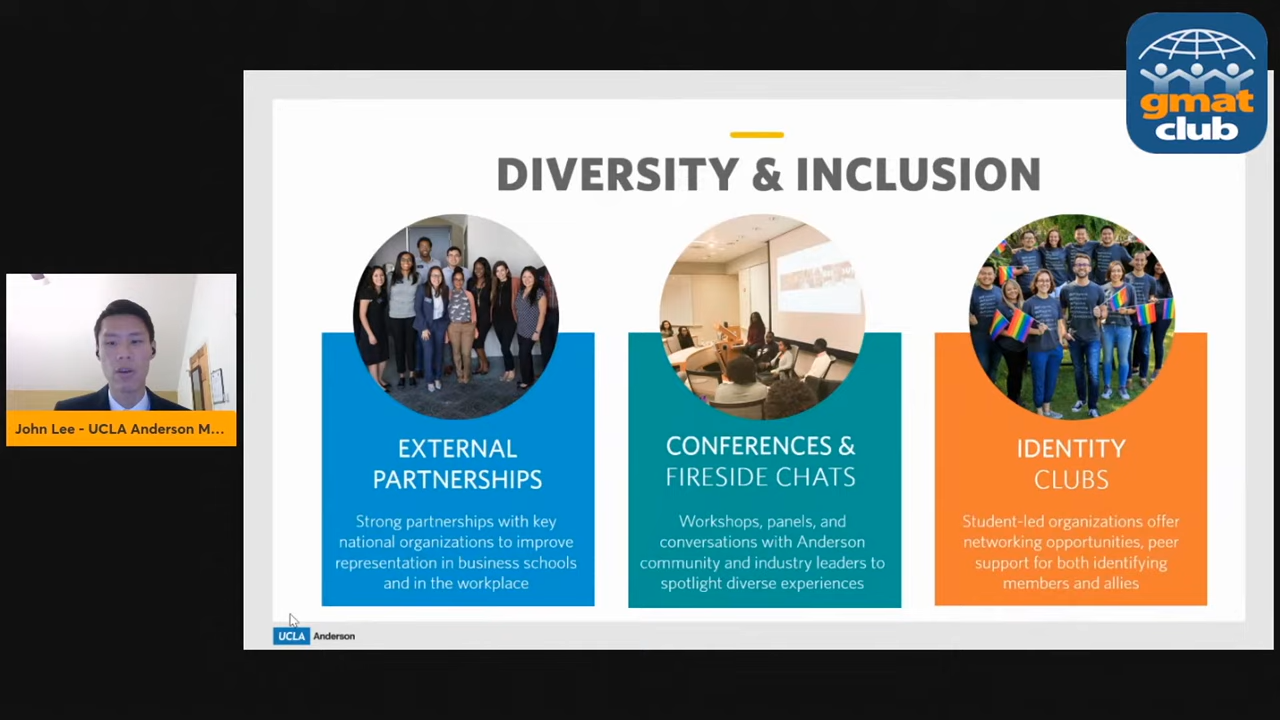 gmat
club
DIVERSITY & INCLUSION
John Lee - UCLA Anderson M...
EXTERNAL
PARTNERSHIPS
Strong partnerships with key
national organizations to improve
representation in business schools
and in the workplace
CONFERENCES &
FIRESIDE CHATS
Workshops, panels, and
conversations with Anderson
community and industry leaders to
spotlight diverse experiences
IDENTITY
CLUBS
Student-led organizations offer
networking opportunities, peer
support for both identifying
members and allies
UCLA Anderson